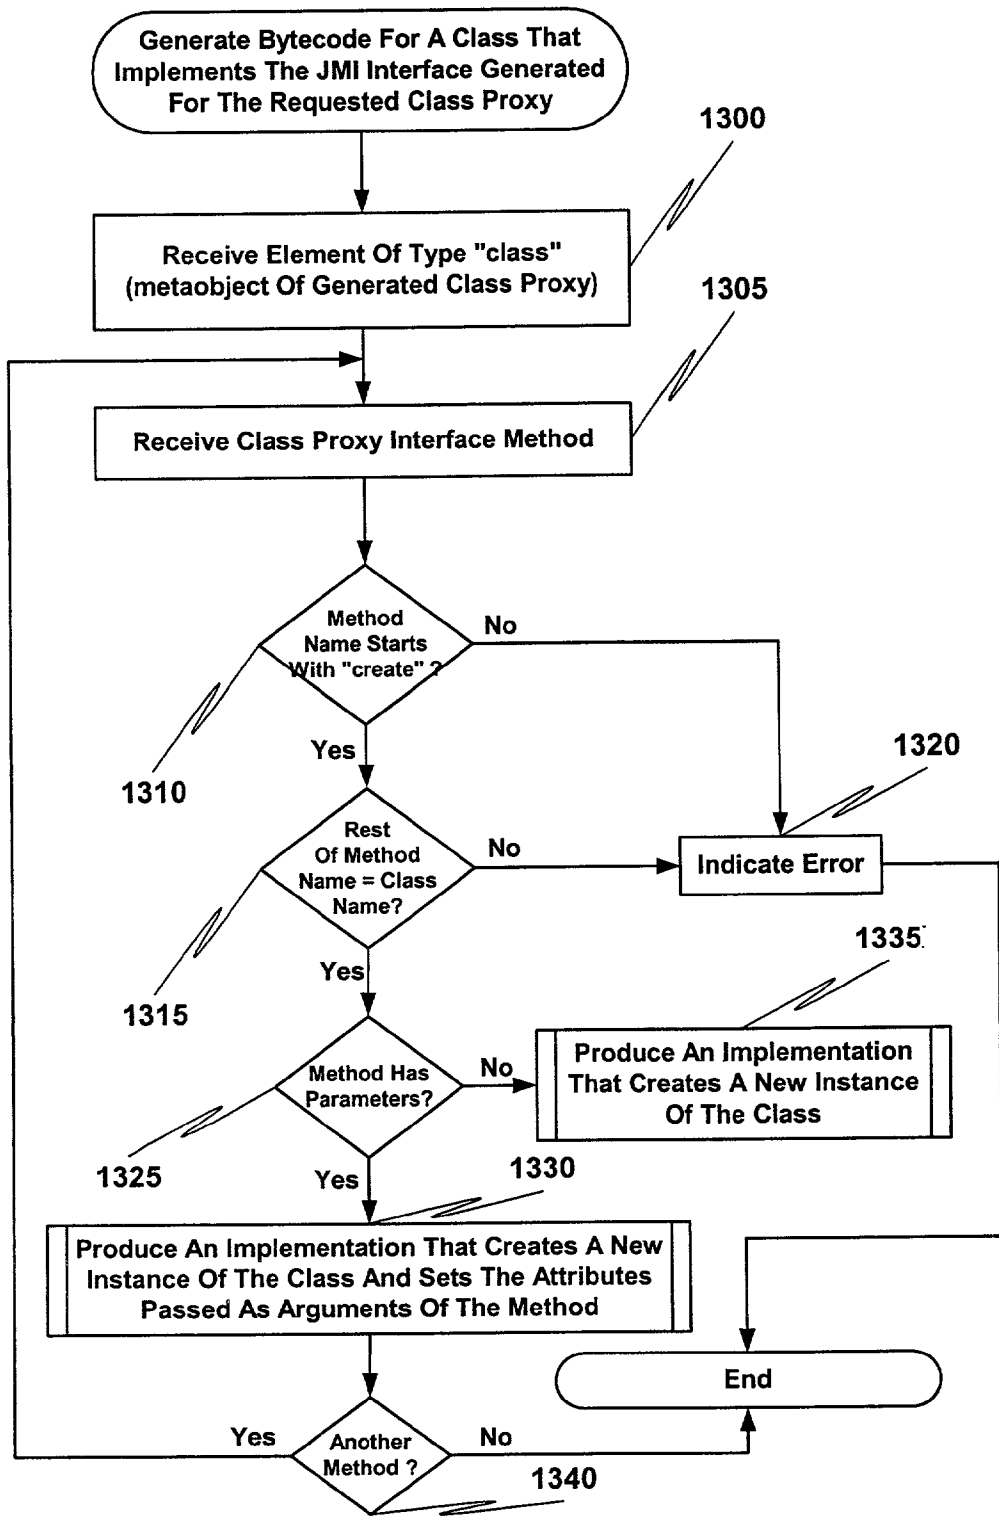 Generate Bytecode For A Class That
Implements The JMI Interface Generated
For The Requested Class Proxy
1300
Receive Element Of Type "class"
(metaobject Of Generated Class Proxy)
1305
Receive Class Proxy Interface Method
Method
Name Starts
With "create" ?
No
Yes
1310
1320
Rest
Of Method
Name = Class
Name?
No
Indicate Error
Yes
1315
1335
Method Has
Parameters?
No
Produce An Implementation
That Creates A New Instance
Of The Class
1325
Yes
1330
Produce An Implementation That Creates A New
Instance Of The Class And Sets The Attributes
Passed As Arguments Of The Method
End
Yes
Another
Method ?
No
1340